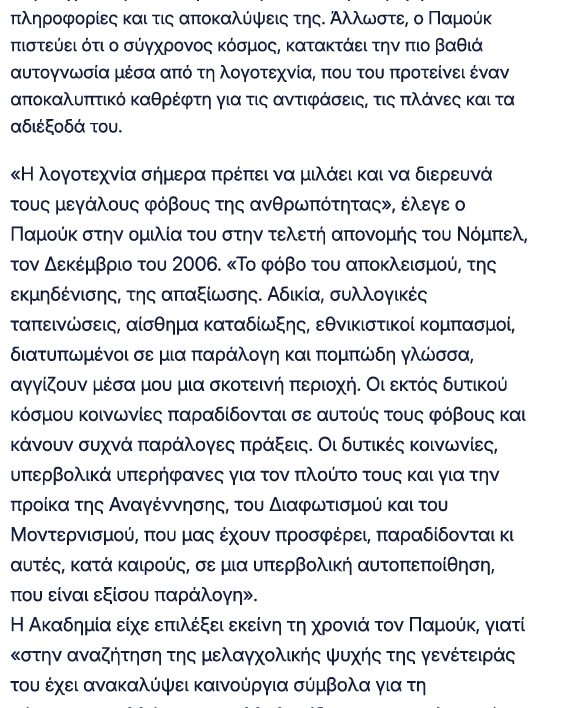 πληροφορίες και τις αποκαλύψεις της. Άλλωστε, ο Παμούκ
πιστεύει ότι ο σύγχρονος κόσμος, κατακτάει την πιο βαθιά
αυτογνωσία μέσα από τη λογοτεχνία, που του προτείνει έναν
αποκαλυπτικό καθρέφτη για τις αντιφάσεις, τις πλάνες και τα
αδιέξοδά του.
«Η λογοτεχνία σήμερα πρέπει να μιλάει και να διερευνά
τους μεγάλους φόβους της ανθρωπότητας», έλεγε ο
Παμούκ στην ομιλία του στην τελετή απονομής του Νόμπελ,
τον Δεκέμβριο του 2006. «Το φόβο του αποκλεισμού, της
εκμηδένισης, της απαξίωσης. Αδικία, συλλογικές
ταπεινώσεις, αίσθημα καταδίωξης, εθνικιστικοί κομπασμοί,
διατυπωμένοι σε μια παράλογη και πομπώδη γλώσσα,
αγγίζουν μέσα μου μια σκοτεινή περιοχή. Οι εκτός δυτικού
κόσμου κοινωνίες παραδίδονται σε αυτούς τους φόβους και
κάνουν συχνά παράλογες πράξεις. Οι δυτικές κοινωνίες,
υπερβολικά υπερήφανες για τον πλούτο τους και για την
προίκα της Αναγέννησης, του Διαφωτισμού και του
Μοντερνισμού, που μας έχουν προσφέρει, παραδίδονται κι
αυτές, κατά καιρούς, σε μια υπερβολική αυτοπεποίθηση,
που είναι εξίσου παράλογη».
Η Ακαδημία είχε επιλέξει εκείνη τη χρονιά τον Παμούκ, γιατί
«στην αναζήτηση της μελαγχολικής ψυχής της γενέτειράς
του έχει ανακαλύψει καινούργια σύμβολα για τη